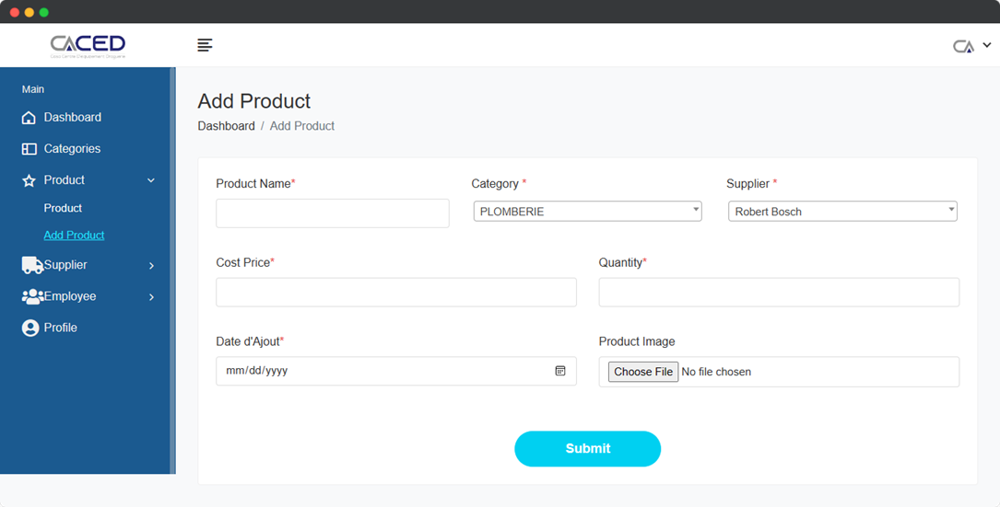 CACED
Main
Dashboard
Categories
Product
Product
Add Product
Supplier
Employee
Profile
CA
Add Product
Dashboard / Add Product
Product Name*
Category *
Supplier *
PLOMBERIE
Robert Bosch
Cost Price*
Quantity*
Date d'Ajout*
Product Image
mm/dd/yyyy
Choose File No file chosen
Submit